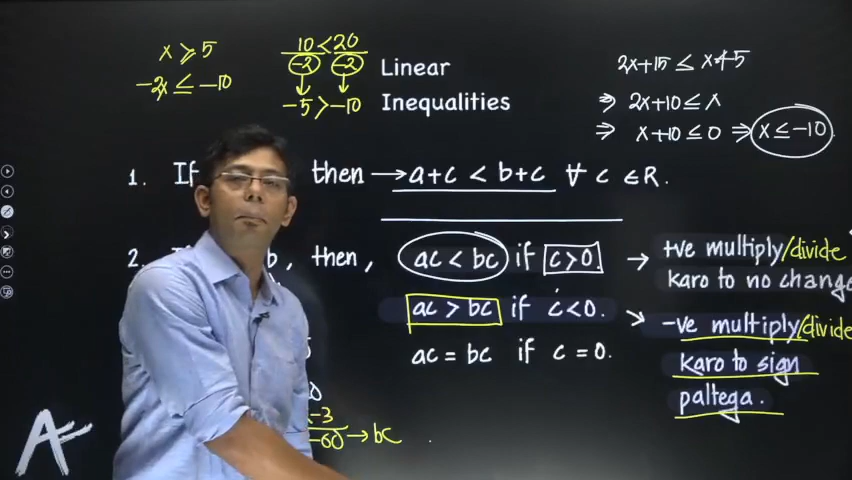 x ≥ 5
-2x ≤ -10
10 < 20
-2 -2
-5 > -10
Linear
Inequalities
2x+15 ≤ x+5
⇒ 2x+10 ≤ x
⇒ x+10 ≤ 0 ⇒ x ≤ -10
1. If then → a+c < b+c ∀ c ∈ R.
2. b, then, ac < bc if c>0. → +ve multiply/divide
karo to no change
ac > bc if c<0. → -ve multiply/divide
karo to sign
paltega.
ac = bc if c = 0.
-3
-60 → bc